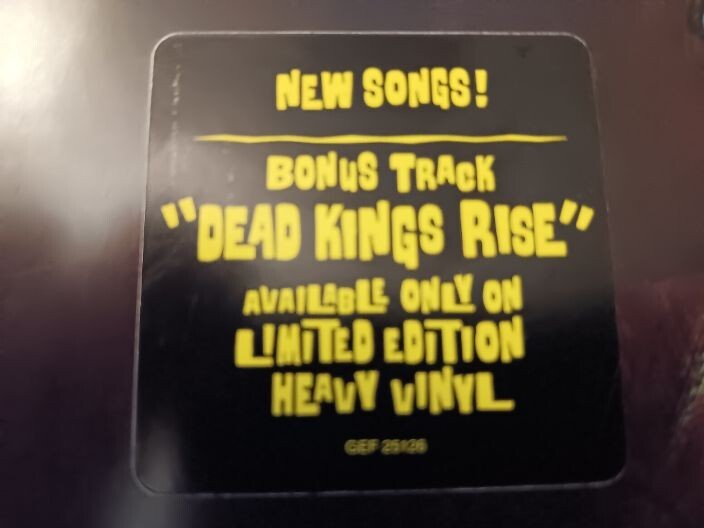 NEW SONGS!
BONUS TRACK
"DEAD KINGS RISE"
AVAILABLE ONLY ON
LIMITED EDITION
HEAVY VINYL
GEF 25126